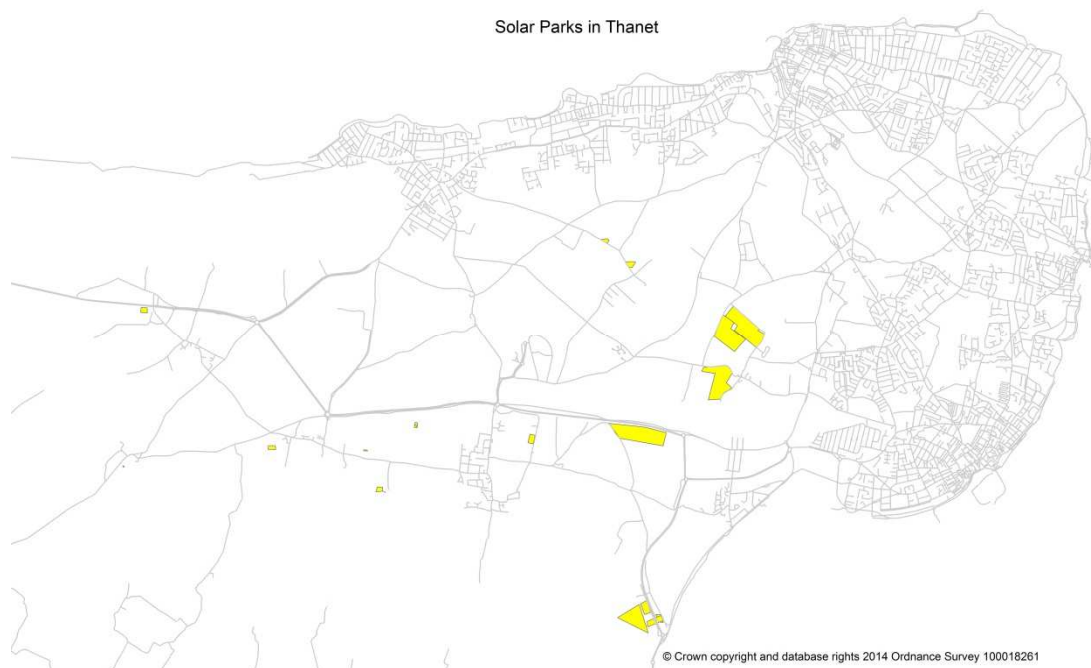 Solar Parks in Thanet
© Crown copyright and database rights 2014 Ordnance Survey 100018261